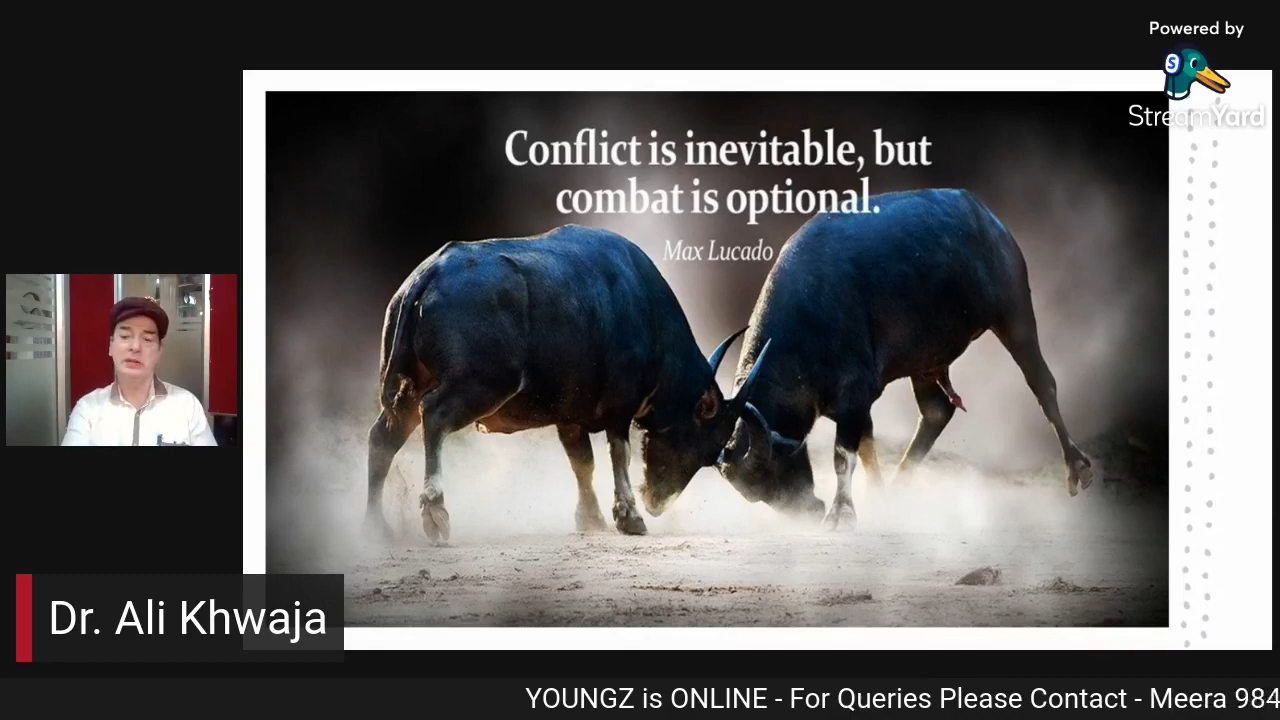 Powered by
StreamYard
Conflict is inevitable, but
combat is optional.
Max Lucado
Dr. Ali Khwaja
YOUNGZ is ONLINE - For Queries Please Contact - Meera 984